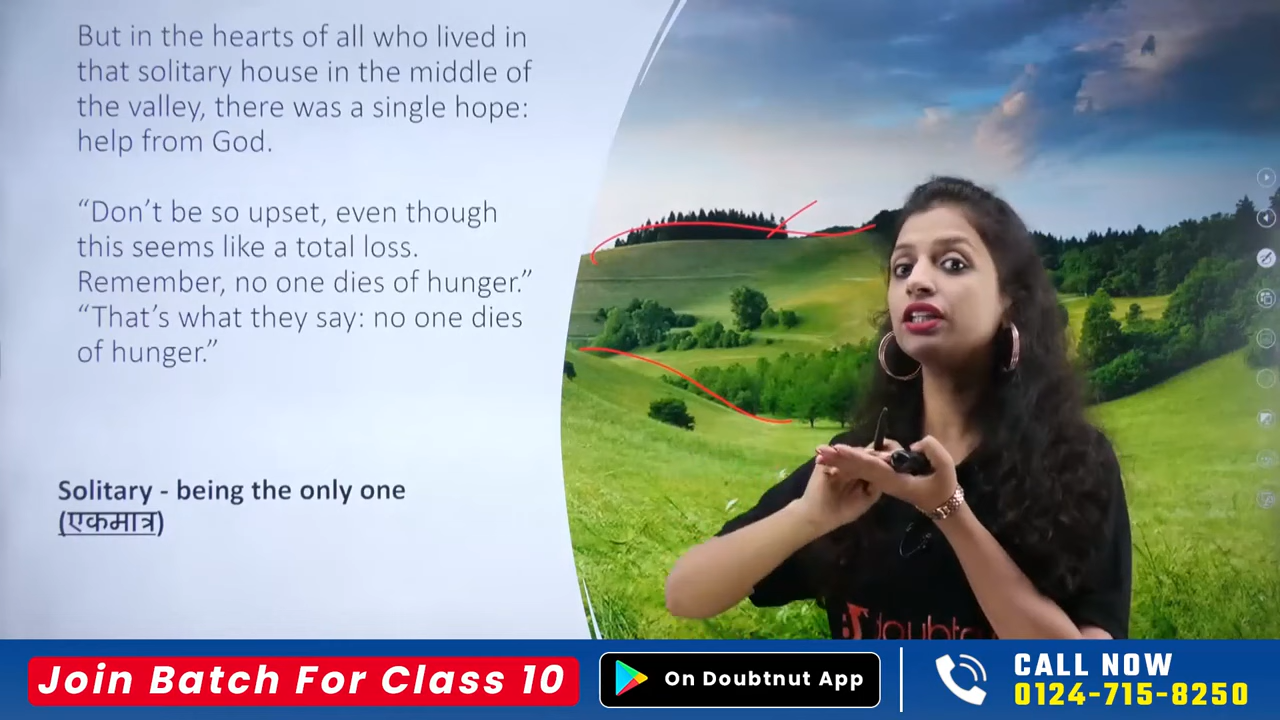 But in the hearts of all who lived in
that solitary house in the middle of
the valley, there was a single hope:
help from God.
“Don’t be so upset, even though
this seems like a total loss.
Remember, no one dies of hunger.”
“That’s what they say: no one dies
of hunger.”
Solitary - being the only one
(एकमात्र)
Join Batch For Class 10
On Doubtnut App
CALL NOW
0124-715-8250